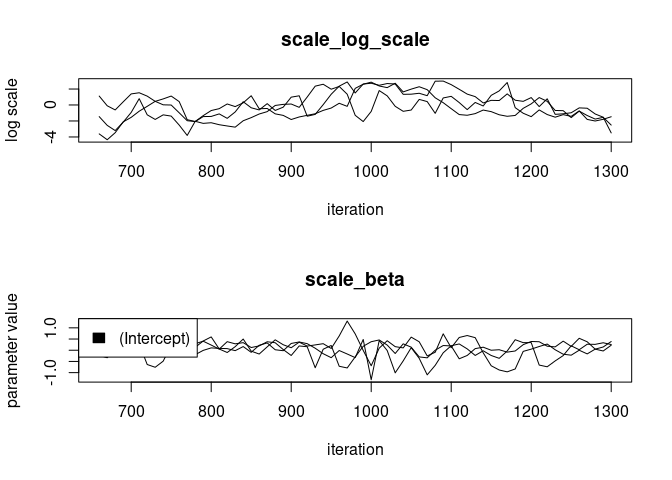 scale_log_scale
log scale
0
-4
700 800 900 1000 1100 1200 1300
iteration
scale_beta
parameter value
1.0
-1.0
(Intercept)
700 800 900 1000 1100 1200 1300
iteration